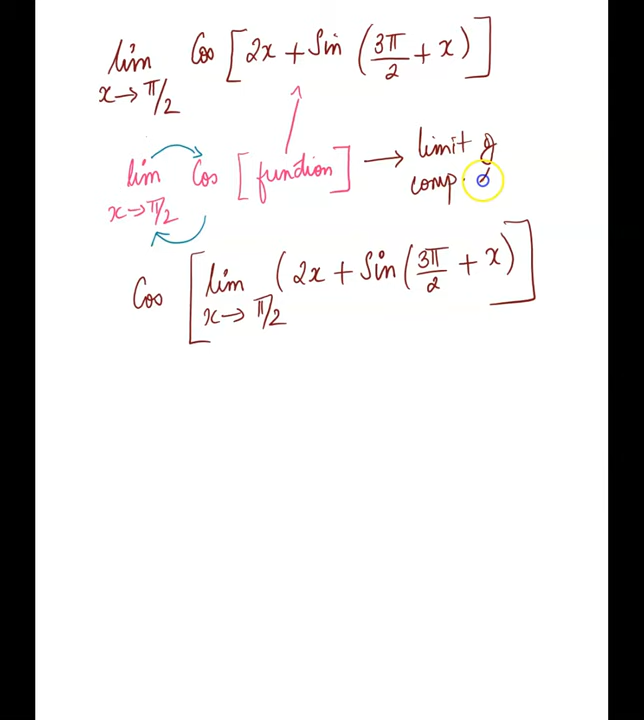 lim Cos [2x + Sin (3π/2 + x)]
x→π/2
lim Cos [function] → limit of
x→π/2 comp.
Cos [lim (2x + Sin(3π/2 + x)]
x→π/2